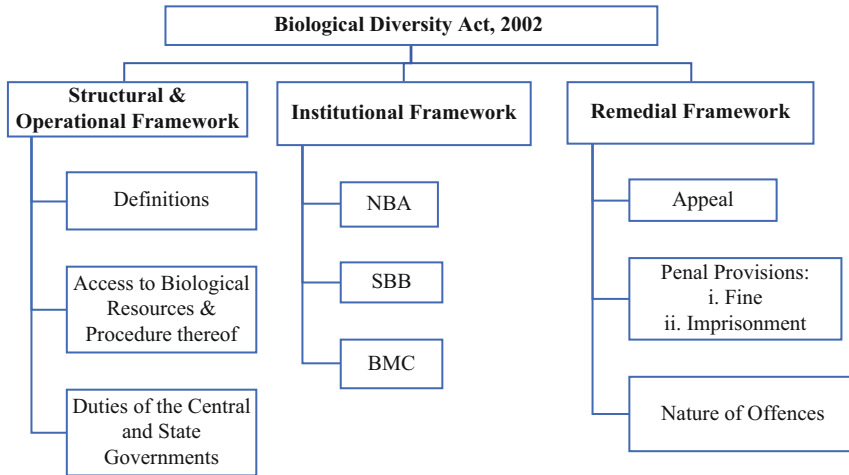 Biological Diversity Act, 2002
Structural &
Operational Framework
Definitions
Access to Biological
Resources &
Procedure thereof
Duties of the Central
and State
Governments
Institutional Framework
NBA
SBB
BMC
Remedial Framework
Appeal
Penal Provisions:
i. Fine
ii. Imprisonment
Nature of Offences